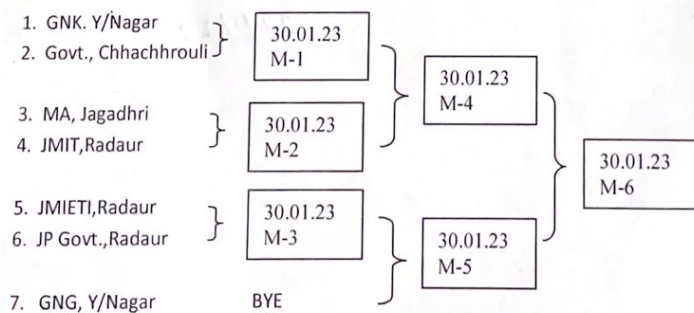 1. GNK. Y/Nagar
2. Govt., Chhachhrouli
30.01.23
M-1
30.01.23
M-4
3. MA, Jagadhri
4. JMIT,Radaur
30.01.23
M-2
30.01.23
M-6
5. JMIETI,Radaur
6. JP Govt.,Radaur
30.01.23
M-3
30.01.23
M-5
7. GNG, Y/Nagar BYE